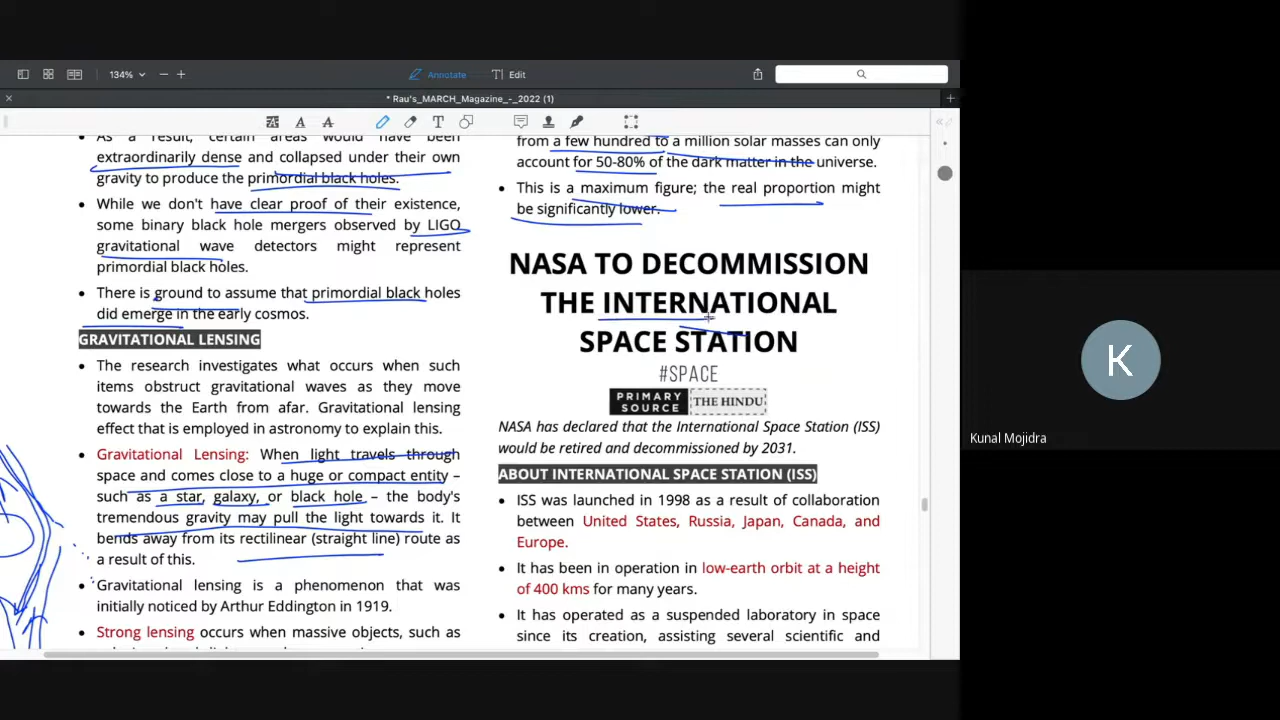 134%
Annotate
T Edit
* Rau's_MARCH_Magazine_-_2022 (1)
As a result, certain areas would have been
extraordinarily dense and collapsed under their own
gravity to produce the primordial black holes.
While we don't have clear proof of their existence,
some binary black hole mergers observed by LIGO
gravitational wave detectors might represent
primordial black holes.
There is ground to assume that primordial black holes
did emerge in the early cosmos.
GRAVITATIONAL LENSING
• The research investigates what occurs when such
items obstruct gravitational waves as they move
towards the Earth from afar. Gravitational lensing
effect that is employed in astronomy to explain this.
• Gravitational Lensing: When light travels through
space and comes close to a huge or compact entity –
such as a star, galaxy, or black hole – the body's
tremendous gravity may pull the light towards it. It
bends away from its rectilinear (straight line) route as
a result of this.
• Gravitational lensing is a phenomenon that was
initially noticed by Arthur Eddington in 1919.
• Strong lensing occurs when massive objects, such as
from a few hundred to a million solar masses can only
account for 50-80% of the dark matter in the universe.
• This is a maximum figure; the real proportion might
be significantly lower.
NASA TO DECOMMISSION
THE INTERNATIONAL
SPACE STATION
#SPACE
PRIMARY
SOURCE
THE HINDU
NASA has declared that the International Space Station (ISS)
would be retired and decommissioned by 2031.
ABOUT INTERNATIONAL SPACE STATION (ISS)
• ISS was launched in 1998 as a result of collaboration
between United States, Russia, Japan, Canada, and
Europe.
• It has been in operation in low-earth orbit at a height
of 400 kms for many years.
• It has operated as a suspended laboratory in space
since its creation, assisting several scientific and
K
Kunal Mojidra